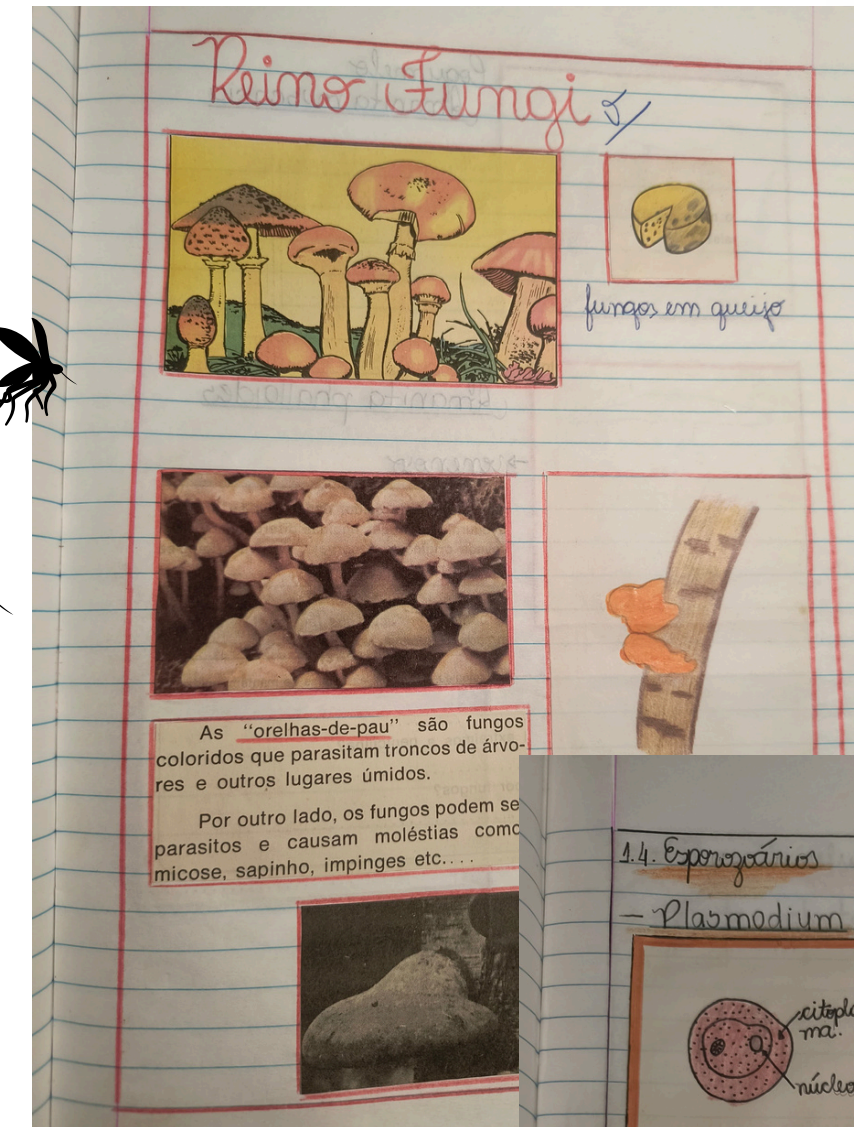 Reino Fungi
fungos em queijo
As "orelhas-de-pau" são fungos
coloridos que parasitam troncos de árvo-
res e outros lugares úmidos.
Por outro lado, os fungos podem se
parasitos e causam moléstias como
micose, sapinho, impinges etc....
1.4. Esporozoários
- Plasmodium
citopla
ma.
núcleo